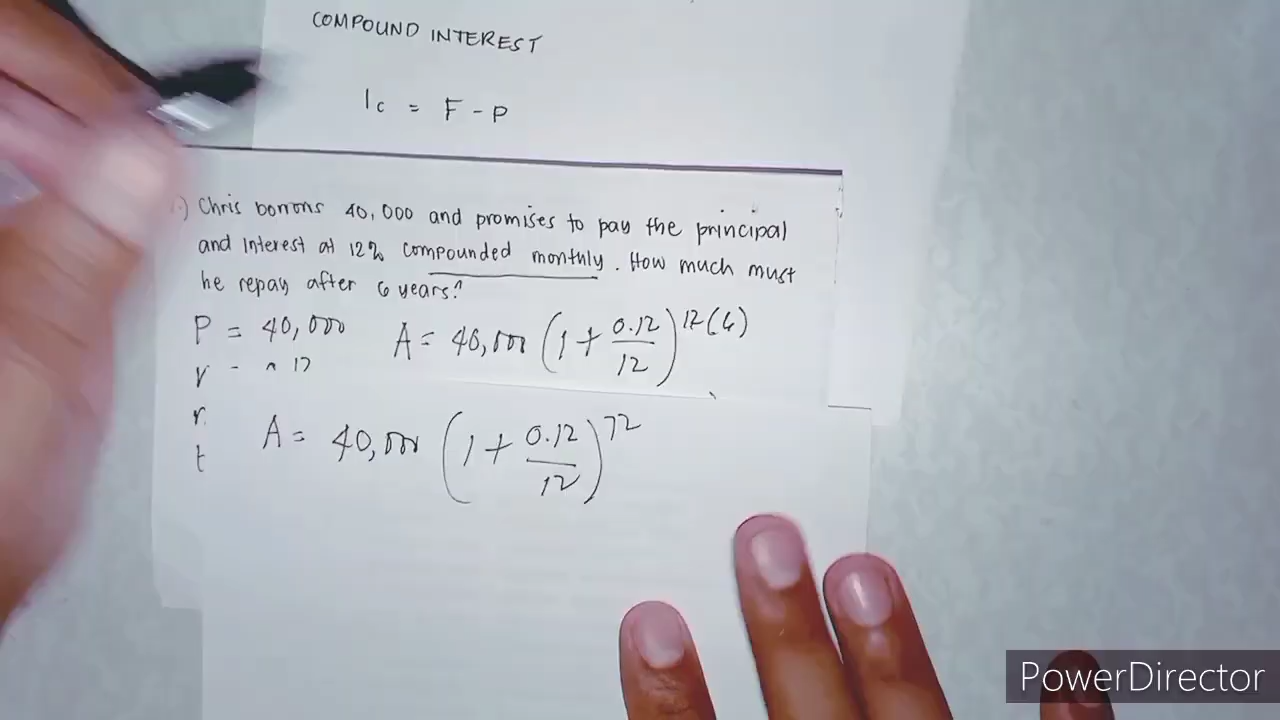 COMPOUND INTEREST
Ic = F - P
.) Chris borrons 40,000 and promises to pay the principal
and interest at 12% compounded monthly. How much must
he repay after 6 years?
P = 40,000 A = 40,000 (1 + 0.12/12)^12(6)
r
r.
t
A = 40,000 (1 + 0.12/12)^72
PowerDirector